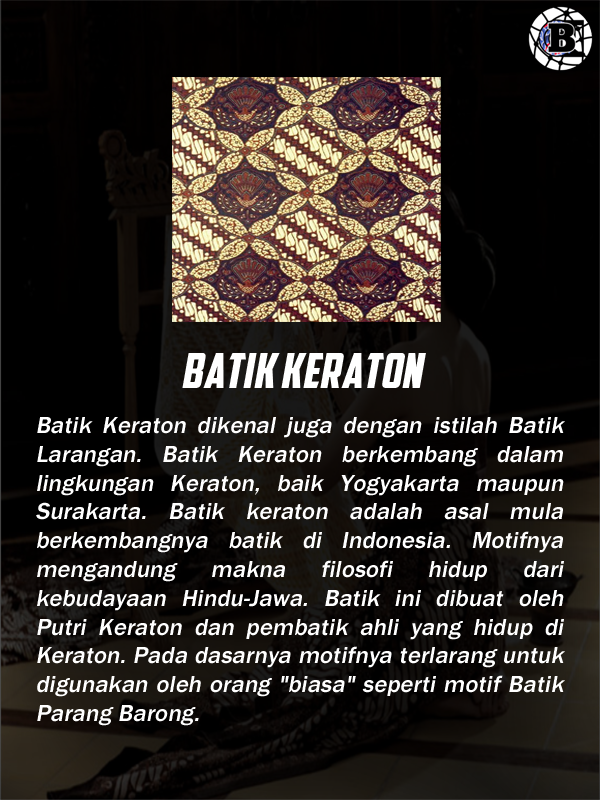 B
BATIK KERATON
Batik Keraton dikenal juga dengan istilah Batik
Larangan. Batik Keraton berkembang dalam
lingkungan Keraton, baik Yogyakarta maupun
Surakarta. Batik keraton adalah asal mula
berkembangnya batik di Indonesia. Motifnya
mengandung makna filosofi hidup dari
kebudayaan Hindu-Jawa. Batik ini dibuat oleh
Putri Keraton dan pembatik ahli yang hidup di
Keraton. Pada dasarnya motifnya terlarang untuk
digunakan oleh orang "biasa" seperti motif Batik
Parang Barong.